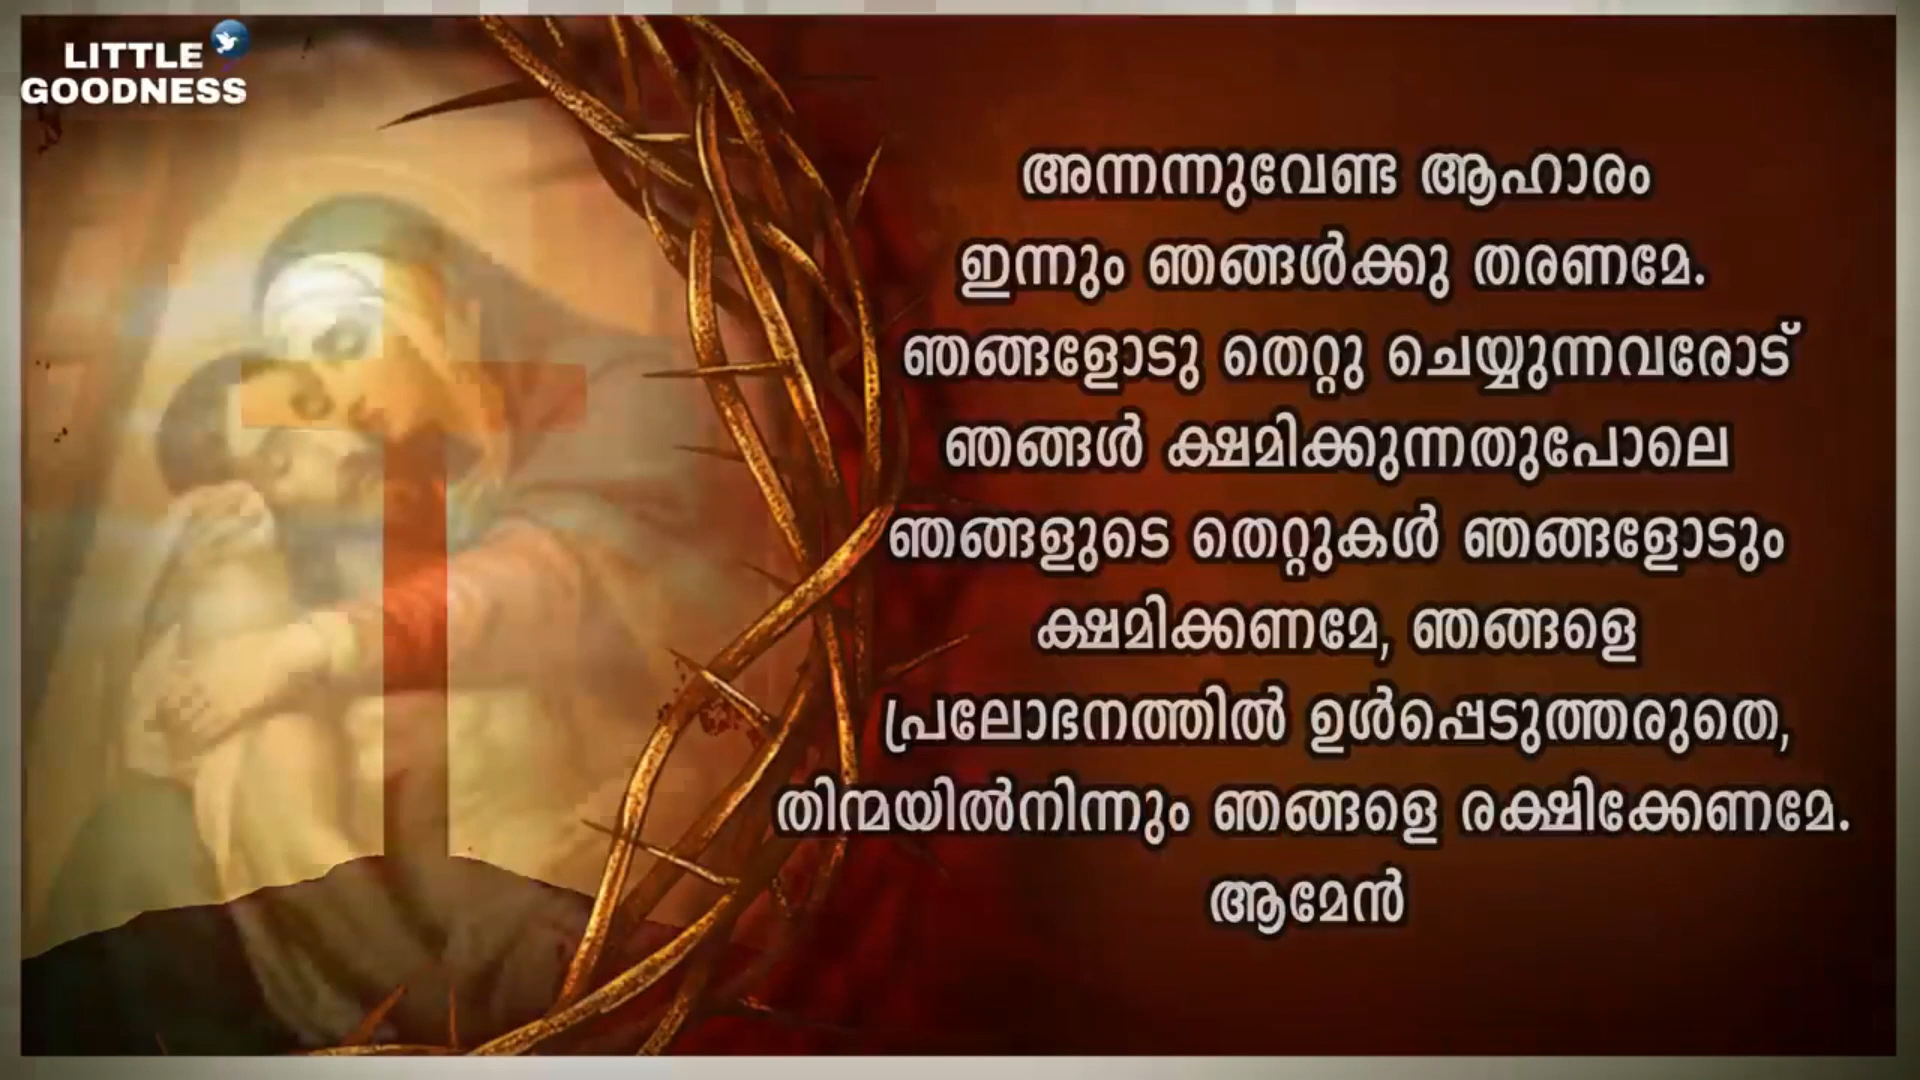 LITTLE
GOODNESS
അന്നന്നുവേണ്ട ആഹാരം
ഇന്നും ഞങ്ങൾക്കു തരണമേ.
ഞങ്ങളോടു തെറ്റു ചെയ്യുന്നവരോട്
ഞങ്ങൾ ക്ഷമിക്കുന്നതുപോലെ
ഞങ്ങളുടെ തെറ്റുകൾ ഞങ്ങളോടും
ക്ഷമിക്കണമേ, ഞങ്ങളെ
പ്രലോഭനത്തിൽ ഉൾപ്പെടുത്തരുതെ,
തിന്മയിൽനിന്നും ഞങ്ങളെ രക്ഷിക്കേണമേ.
ആമേൻ